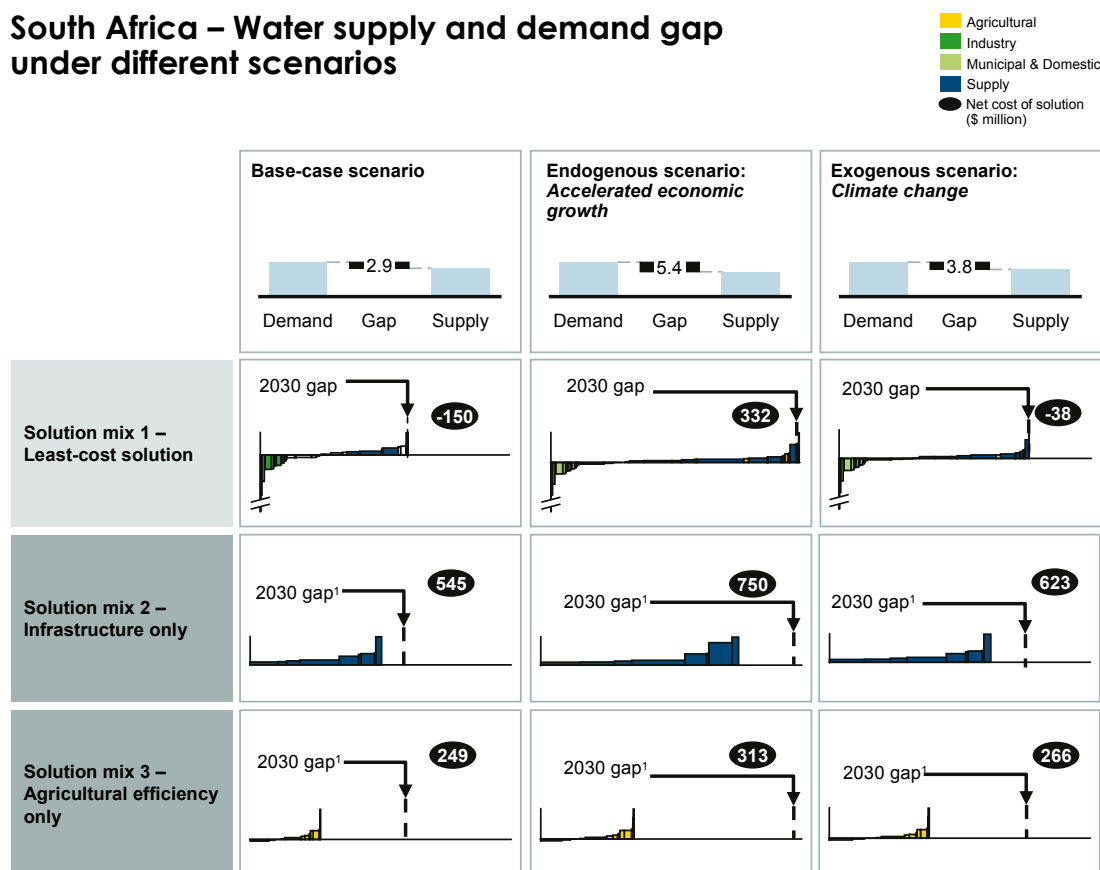 South Africa – Water supply and demand gap
under different scenarios
Agricultural
Industry
Municipal & Domestic
Supply
Net cost of solution
($ million)
Base-case scenario
2.9
Demand Gap Supply
Endogenous scenario:
Accelerated economic
growth
5.4
Demand Gap Supply
Exogenous scenario:
Climate change
3.8
Demand Gap Supply
Solution mix 1 –
Least-cost solution
2030 gap
-150
2030 gap
332
2030 gap
-38
Solution mix 2 –
Infrastructure only
2030 gap¹
545
2030 gap¹
750
2030 gap¹
623
Solution mix 3 –
Agricultural efficiency
only
2030 gap¹
249
2030 gap¹
313
2030 gap¹
266